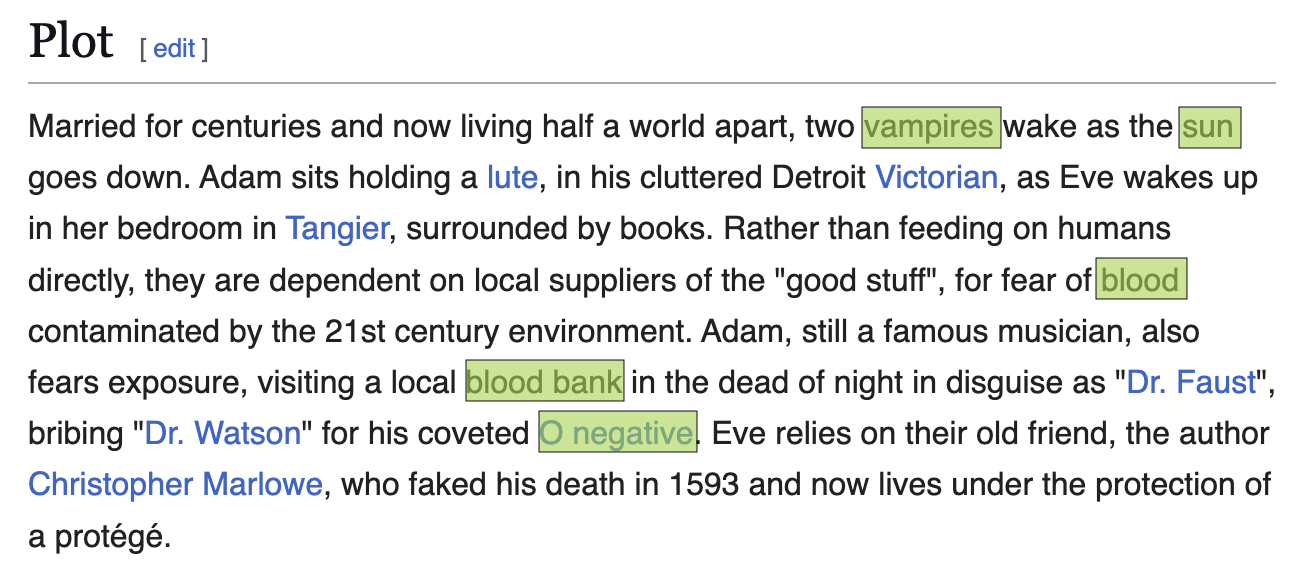 Plot [ edit ]
Married for centuries and now living half a world apart, two vampires wake as the sun
goes down. Adam sits holding a lute, in his cluttered Detroit Victorian, as Eve wakes up
in her bedroom in Tangier, surrounded by books. Rather than feeding on humans
directly, they are dependent on local suppliers of the "good stuff", for fear of blood
contaminated by the 21st century environment. Adam, still a famous musician, also
fears exposure, visiting a local blood bank in the dead of night in disguise as "Dr. Faust",
bribing "Dr. Watson" for his coveted O negative. Eve relies on their old friend, the author
Christopher Marlowe, who faked his death in 1593 and now lives under the protection of
a protégé.